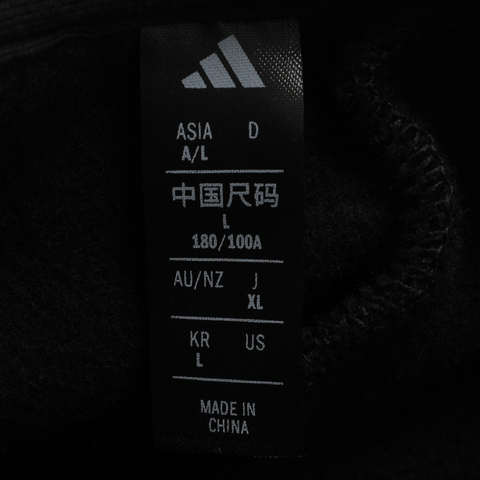 ASIA D
A/L
中国尺码
L
180/100A
AU/NZ J
XL
KR US
L
MADE IN
CHINA